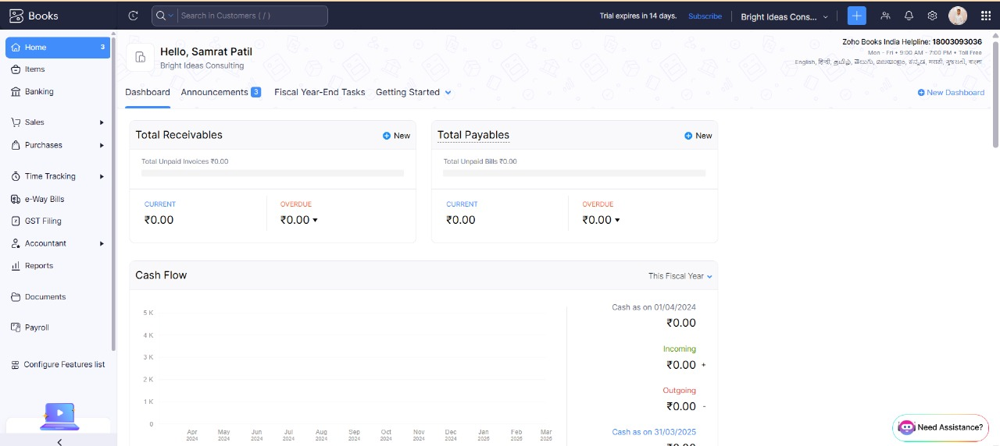 Books
Search in Customers ( / )
Trial expires in 14 days.
Subscribe
Bright Ideas Cons...
Home 3
Items
Banking
Sales
Purchases
Time Tracking
e-Way Bills
GST Filing
Accountant
Reports
Documents
Payroll
Configure Features list
Hello, Samrat Patil
Bright Ideas Consulting
Zoho Books India Helpline: 18003093036
Mon - Fri • 9:00 AM - 7:00 PM • Toll Free
English, हिन्दी, தமிழ், తెలుగు, മലയാളം, ಕನ್ನಡ, मराठी, ગુજરાતી, বাংলা
Dashboard
Announcements 3
Fiscal Year-End Tasks
Getting Started
New Dashboard
Total Receivables
New
Total Unpaid Invoices ₹0.00
CURRENT
₹0.00
OVERDUE
₹0.00
Total Payables
New
Total Unpaid Bills ₹0.00
CURRENT
₹0.00
OVERDUE
₹0.00
Cash Flow
This Fiscal Year
5 K
4 K
3 K
2 K
1 K
0
Apr May Jun Jul Aug Sep Oct Nov Dec Jan Feb Mar
2024 2024 2024 2024 2024 2024 2024 2024 2024 2025 2025 2025
Cash as on 01/04/2024
₹0.00
Incoming
₹0.00 +
Outgoing
₹0.00 -
Cash as on 31/03/2025
₹0.00
Need Assistance?